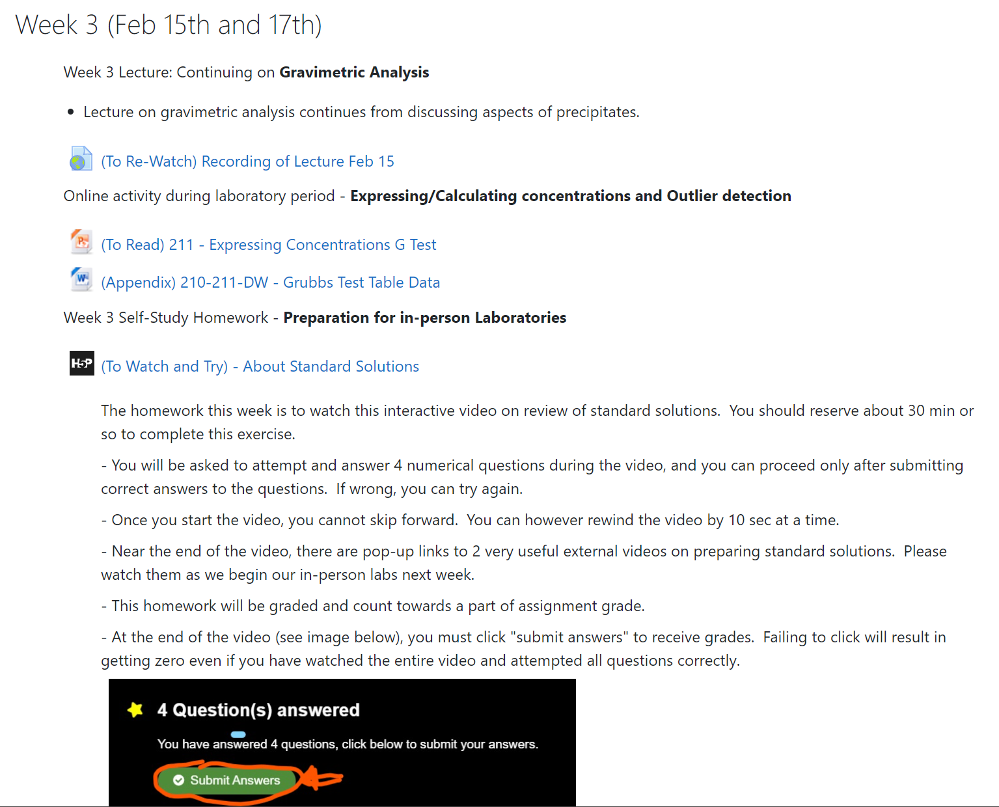 Week 3 (Feb 15th and 17th)
Week 3 Lecture: Continuing on Gravimetric Analysis
• Lecture on gravimetric analysis continues from discussing aspects of precipitates.
(To Re-Watch) Recording of Lecture Feb 15
Online activity during laboratory period - Expressing/Calculating concentrations and Outlier detection
(To Read) 211 - Expressing Concentrations G Test
(Appendix) 210-211-DW - Grubbs Test Table Data
Week 3 Self-Study Homework - Preparation for in-person Laboratories
H5P (To Watch and Try) - About Standard Solutions
The homework this week is to watch this interactive video on review of standard solutions.  You should reserve about 30 min or
so to complete this exercise.
- You will be asked to attempt and answer 4 numerical questions during the video, and you can proceed only after submitting
correct answers to the questions.  If wrong, you can try again.
- Once you start the video, you cannot skip forward.  You can however rewind the video by 10 sec at a time.
- Near the end of the video, there are pop-up links to 2 very useful external videos on preparing standard solutions.  Please
watch them as we begin our in-person labs next week.
- This homework will be graded and count towards a part of assignment grade.
- At the end of the video (see image below), you must click "submit answers" to receive grades.  Failing to click will result in
getting zero even if you have watched the entire video and attempted all questions correctly.
4 Question(s) answered
You have answered 4 questions, click below to submit your answers.
Submit Answers